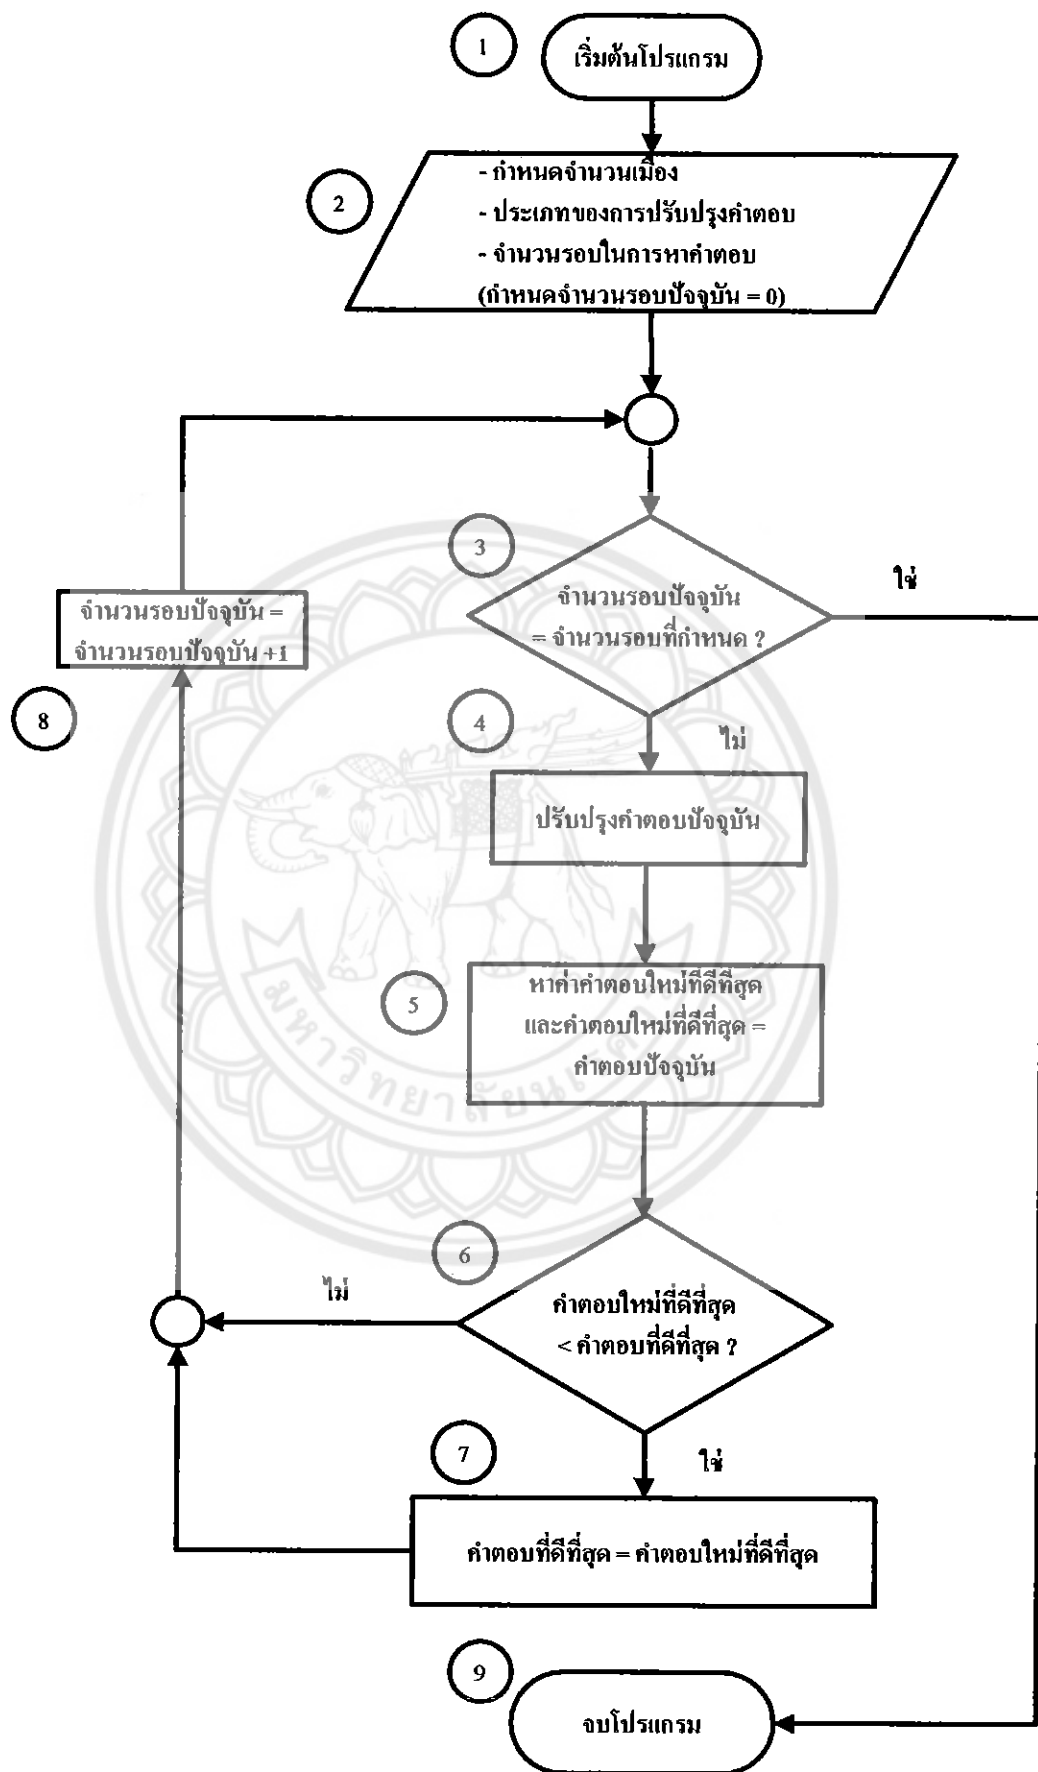 1
เริ่มต้นโปรแกรม
2
- กำหนดจำนวนเมือง
- ประเภทของการปรับปรุงคำตอบ
- จำนวนรอบในการหาคำตอบ
(กำหนดจำนวนรอบปัจจุบัน = 0)
3
จำนวนรอบปัจจุบัน
= จำนวนรอบที่กำหนด ?
ใช่
จำนวนรอบปัจจุบัน =
จำนวนรอบปัจจุบัน +1
8
4
ไม่
ปรับปรุงคำตอบปัจจุบัน
5
หาค่าคำตอบใหม่ที่ดีที่สุด
และคำตอบใหม่ที่ดีที่สุด =
คำตอบปัจจุบัน
6
ไม่
คำตอบใหม่ที่ดีที่สุด
< คำตอบที่ดีที่สุด ?
7
ใช่
คำตอบที่ดีที่สุด = คำตอบใหม่ที่ดีที่สุด
9
จบโปรแกรม